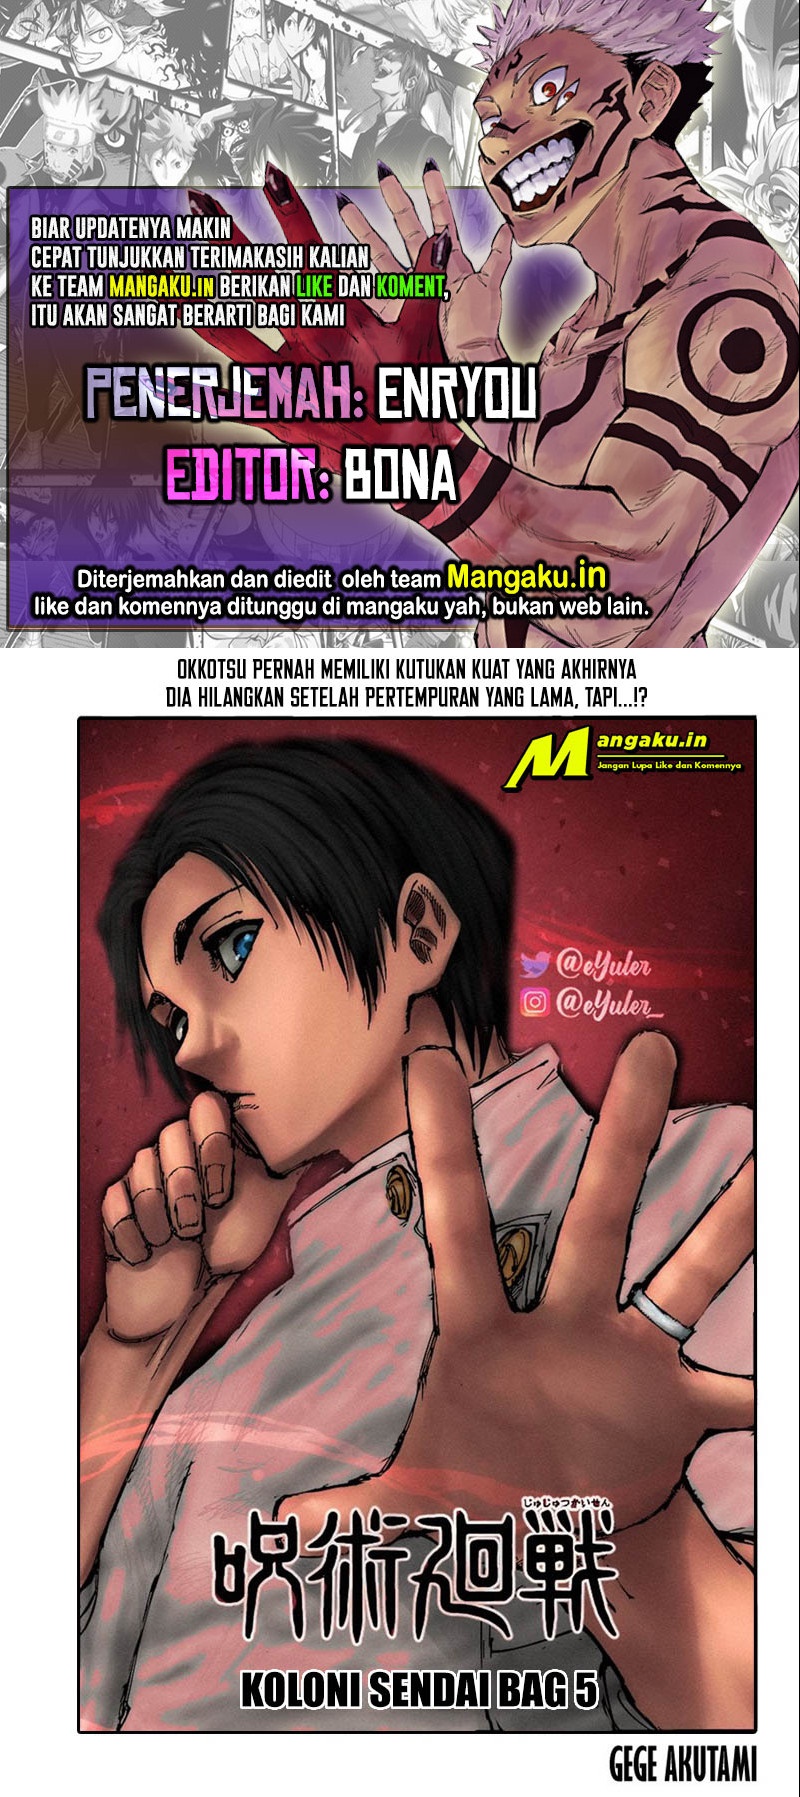 BIAR UPDATENYA MAKIN
CEPAT TUNJUKKAN TERIMAKASIH KALIAN
KE TEAM MANGAKU.in BERIKAN LIKE DAN KOMENT,
ITU AKAN SANGAT BERARTI BAGI KAMI
PENERJEMAH: ENRYOU
EDITOR: BONA
Diterjemahkan dan diedit oleh team Mangaku.in
like dan komennya ditunggu di mangaku yah, bukan web lain.
OKKOTSU PERNAH MEMILIKI KUTUKAN KUAT YANG AKHIRNYA
DIA HILANGKAN SETELAH PERTEMPURAN YANG LAMA, TAPI...!?
Mangaku.in
Jangan Lupa Like dan Komennya
@eYuler
@eYuler_
じゅじゅつかいせん
呪術廻戦
KOLONI SENDAI BAG 5
GEGE AKUTAMI